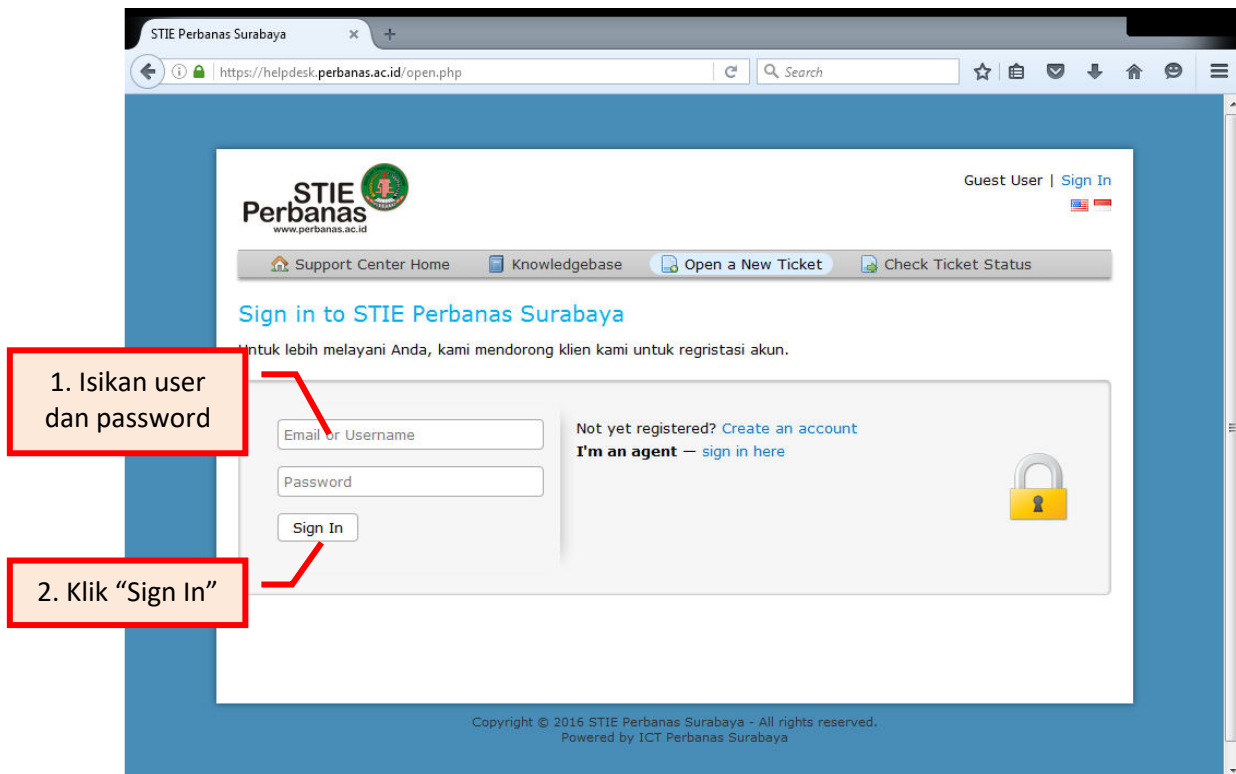 STIE Perbanas Surabaya
https://helpdesk.perbanas.ac.id/open.php
Search
STIE
Perbanas
www.perbanas.ac.id
Guest User | Sign In
Support Center Home Knowledgebase Open a New Ticket Check Ticket Status
Sign in to STIE Perbanas Surabaya
Untuk lebih melayani Anda, kami mendorong klien kami untuk regristasi akun.
1. Isikan user
dan password
Email or Username
Password
Sign In
Not yet registered? Create an account
I'm an agent — sign in here
2. Klik “Sign In”
Copyright © 2016 STIE Perbanas Surabaya - All rights reserved.
Powered by ICT Perbanas Surabaya